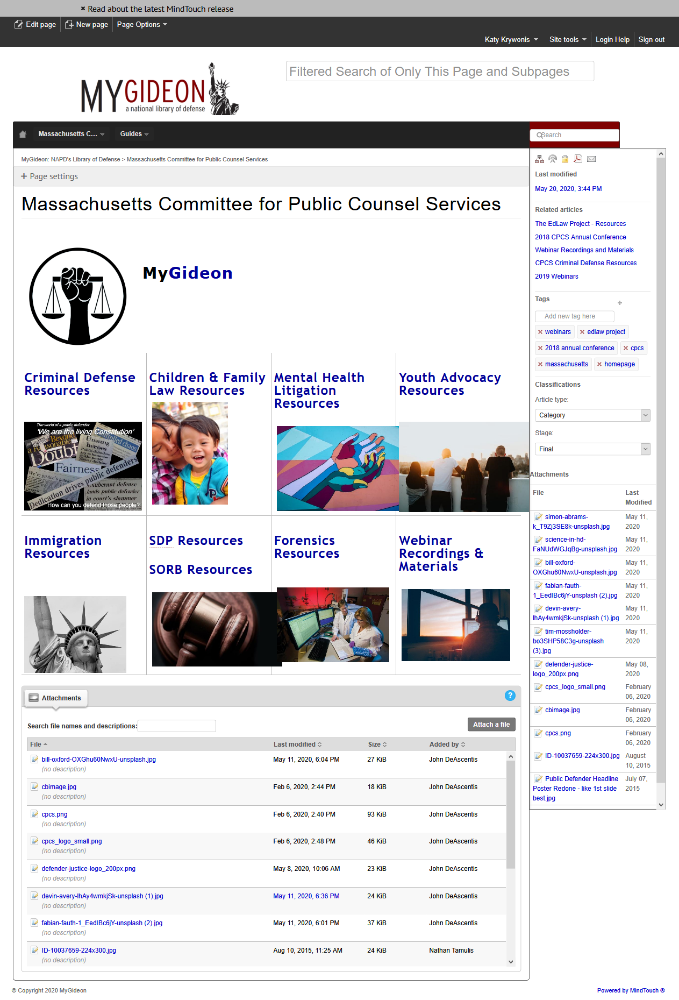 Read about the latest MindTouch release
Edit page
New page
Page Options
Katy Krywonis
Site tools
Login Help
Sign out
MYGIDEON
a national library of defense
Filtered Search of Only This Page and Subpages
Massachusetts C...
Guides
Search
MyGideon: NAPD's Library of Defense > Massachusetts Committee for Public Counsel Services
+ Page settings
Massachusetts Committee for Public Counsel Services
MyGideon
Criminal Defense
Resources
The world of a public defender
'We are the living Constitution'
Beyond
a Reasonable
Doubt
Unsung
heroes
controlled chaos
Fairness
We're justice's gatekeepers
Dedication drives public defenders
Exuberant defense
lands public defender
in court's slammer
How can you defend those people?
Children & Family
Law Resources
Mental Health
Litigation
Resources
Youth Advocacy
Resources
Immigration
Resources
SDP Resources
SORB Resources
Forensics
Resources
Webinar
Recordings &
Materials
Attachments
?
Search file names and descriptions:
Attach a file
File
Last modified
Size
Added by
bill-oxford-OXGhu60NwxU-unsplash.jpg
May 11, 2020, 6:04 PM
27 KiB
John DeAscentis
(no description)
cbimage.jpg
Feb 6, 2020, 2:44 PM
18 KiB
John DeAscentis
(no description)
cpcs.png
Feb 6, 2020, 2:40 PM
93 KiB
John DeAscentis
(no description)
cpcs_logo_small.png
Feb 6, 2020, 2:48 PM
46 KiB
John DeAscentis
(no description)
defender-justice-logo_200px.png
May 8, 2020, 10:06 AM
23 KiB
John DeAscentis
(no description)
devin-avery-IhAy4wmkjSk-unsplash (1).jpg
May 11, 2020, 6:36 PM
24 KiB
John DeAscentis
(no description)
fabian-fauth-1_EedIBc6jY-unsplash (2).jpg
May 11, 2020, 6:01 PM
37 KiB
John DeAscentis
(no description)
ID-10037659-224x300.jpg
Aug 10, 2015, 11:25 AM
24 KiB
Nathan Tamulis
(no description)
Last modified
May 20, 2020, 3:44 PM
Related articles
The EdLaw Project - Resources
2018 CPCS Annual Conference
Webinar Recordings and Materials
CPCS Criminal Defense Resources
2019 Webinars
Tags
Add new tag here
webinars
edlaw project
2018 annual conference
cpcs
massachusetts
homepage
Classifications
Article type:
Category
Stage:
Final
Attachments
File
Last
Modified
simon-abrams-
k_T9Zj3SE8k-unsplash.jpg
May 11,
2020
science-in-hd-
FaNUdWGJqBg-unsplash.jpg
May 11,
2020
bill-oxford-
OXGhu60NwxU-unsplash.jpg
May 11,
2020
fabian-fauth-
1_EedIBc6jY-unsplash (2).jpg
May 11,
2020
devin-avery-
IhAy4wmkjSk-unsplash (1).jpg
May 11,
2020
tim-mossholder-
bo3SHP58C3g-unsplash
(3).jpg
May 11,
2020
defender-justice-
logo_200px.png
May 08,
2020
cpcs_logo_small.png
February
06, 2020
cbimage.jpg
February
06, 2020
cpcs.png
February
06, 2020
ID-10037659-224x300.jpg
August
10, 2015
Public Defender Headline
Poster Redone - like 1st slide
best.jpg
July 07,
2015
© Copyright 2020 MyGideon
Powered by MindTouch ®